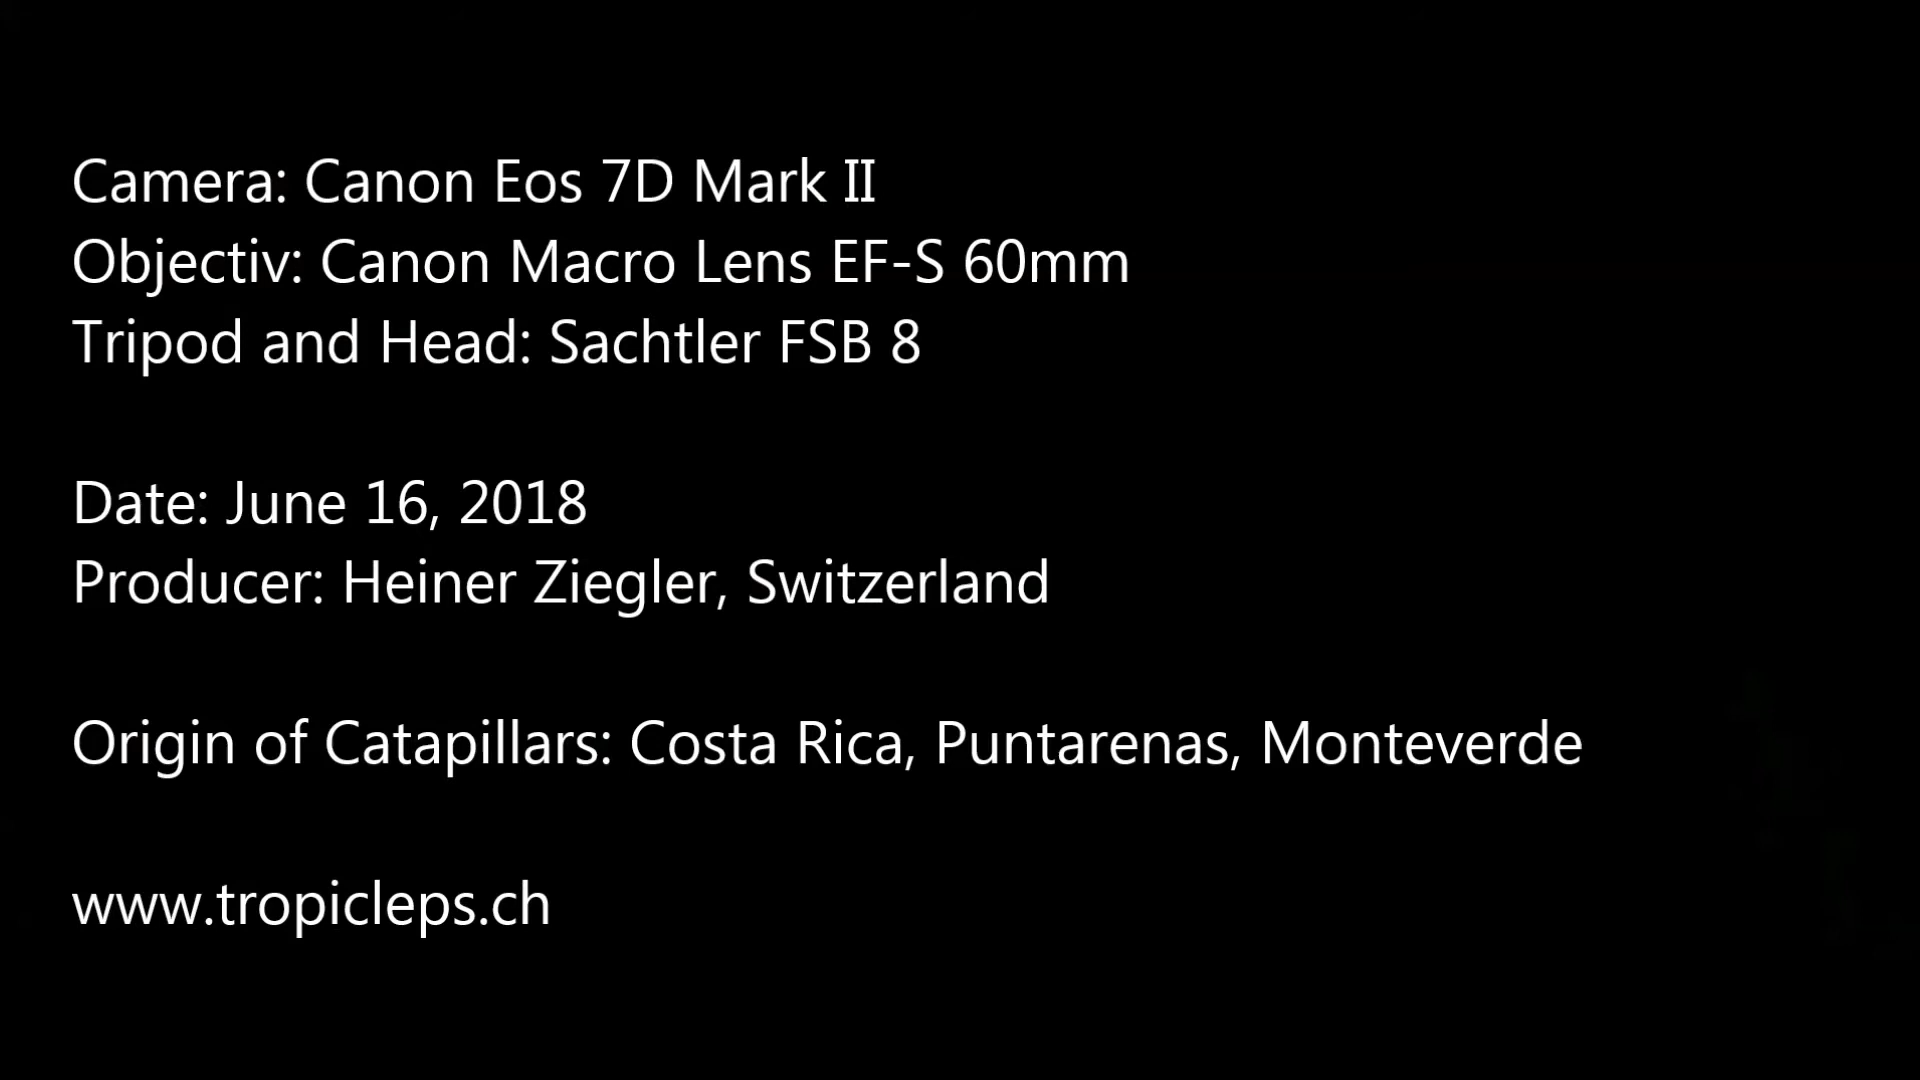 Camera: Canon Eos 7D Mark II
Objectiv: Canon Macro Lens EF-S 60mm
Tripod and Head: Sachtler FSB 8
Date: June 16, 2018
Producer: Heiner Ziegler, Switzerland
Origin of Catapillars: Costa Rica, Puntarenas, Monteverde
www.tropicleps.ch